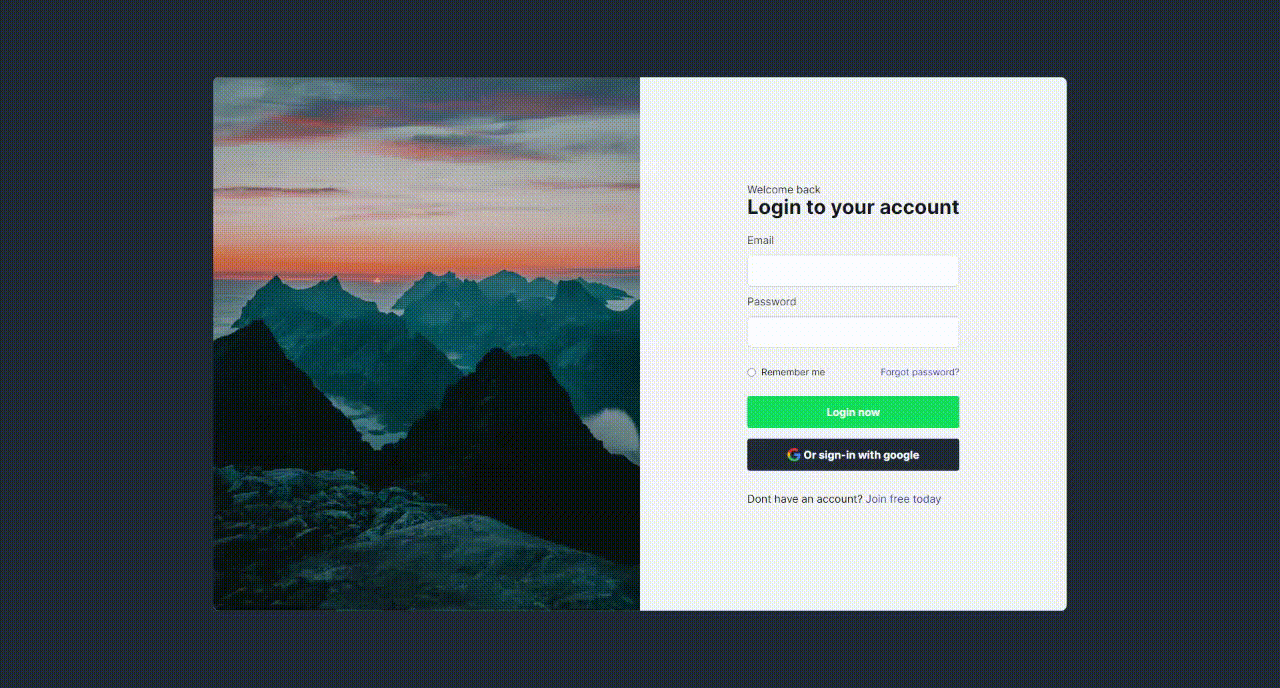 Welcome back
Login to your account
Email
Password
Remember me
Forgot password?
Login now
Or sign-in with google
Dont have an account? Join free today